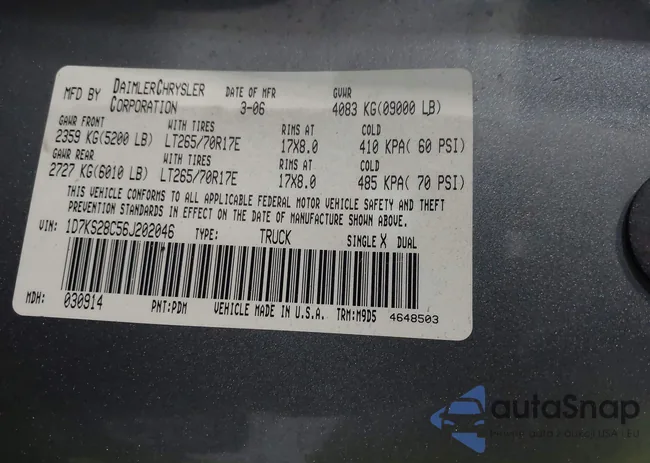 MFD BY DAIMLERCHRYSLER CORPORATION DATE OF MFR 3-06 GVWR 4083 KG(09000 LB)
GAWR FRONT WITH TIRES RIMS AT COLD
2359 KG(5200 LB) LT265/70R17E 17X8.0 410 KPA( 60 PSI)
GAWR REAR WITH TIRES RIMS AT COLD
2727 KG(6010 LB) LT265/70R17E 17X8.0 485 KPA( 70 PSI)
THIS VEHICLE CONFORMS TO ALL APPLICABLE FEDERAL MOTOR VEHICLE SAFETY AND THEFT
PREVENTION STANDARDS IN EFFECT ON THE DATE OF MANUFACTURE SHOWN ABOVE.
VIN: 1D7KS28C56J202046 TYPE: TRUCK SINGLE X DUAL
MDH: 030914 PNT:PDM VEHICLE MADE IN U.S.A. TRM:M9D5 4648503
autaSnap